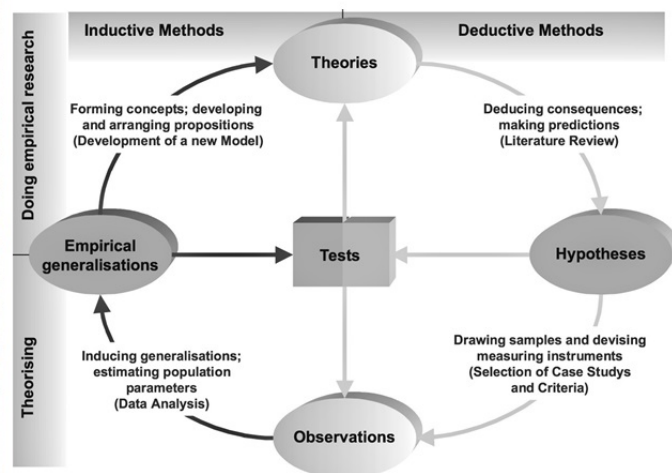 Inductive Methods
Deductive Methods
Doing empirical research
Theories
Forming concepts; developing
and arranging propositions
(Development of a new Model)
Deducing consequences;
making predictions
(Literature Review)
Empirical
generalisations
Tests
Hypotheses
Theorising
Inducing generalisations;
estimating population
parameters
(Data Analysis)
Drawing samples and devising
measuring instruments
(Selection of Case Studys
and Criteria)
Observations